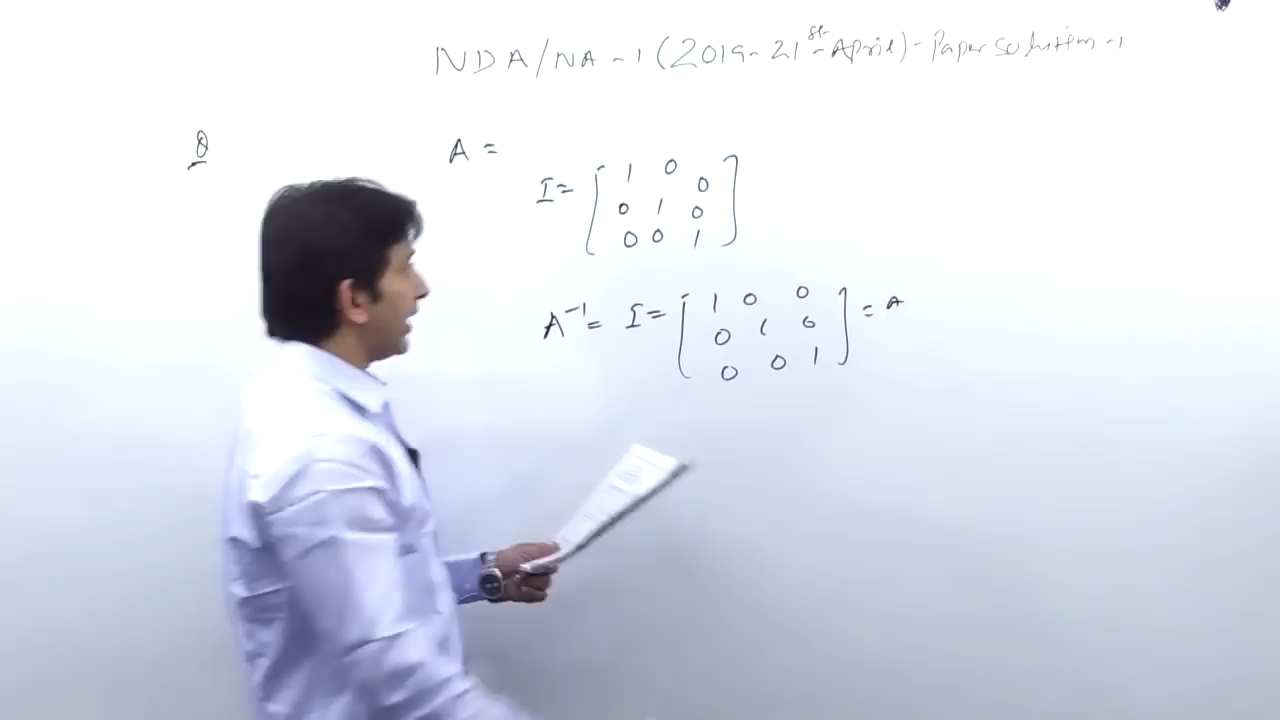 NDA/NA-1 (2019-21st-April)-Paper solution-1
Q
A =
I = [ 1 0 0
0 1 0
0 0 1 ]
A⁻¹ = I = [ 1 0 0
0 1 0
0 0 1 ] = A